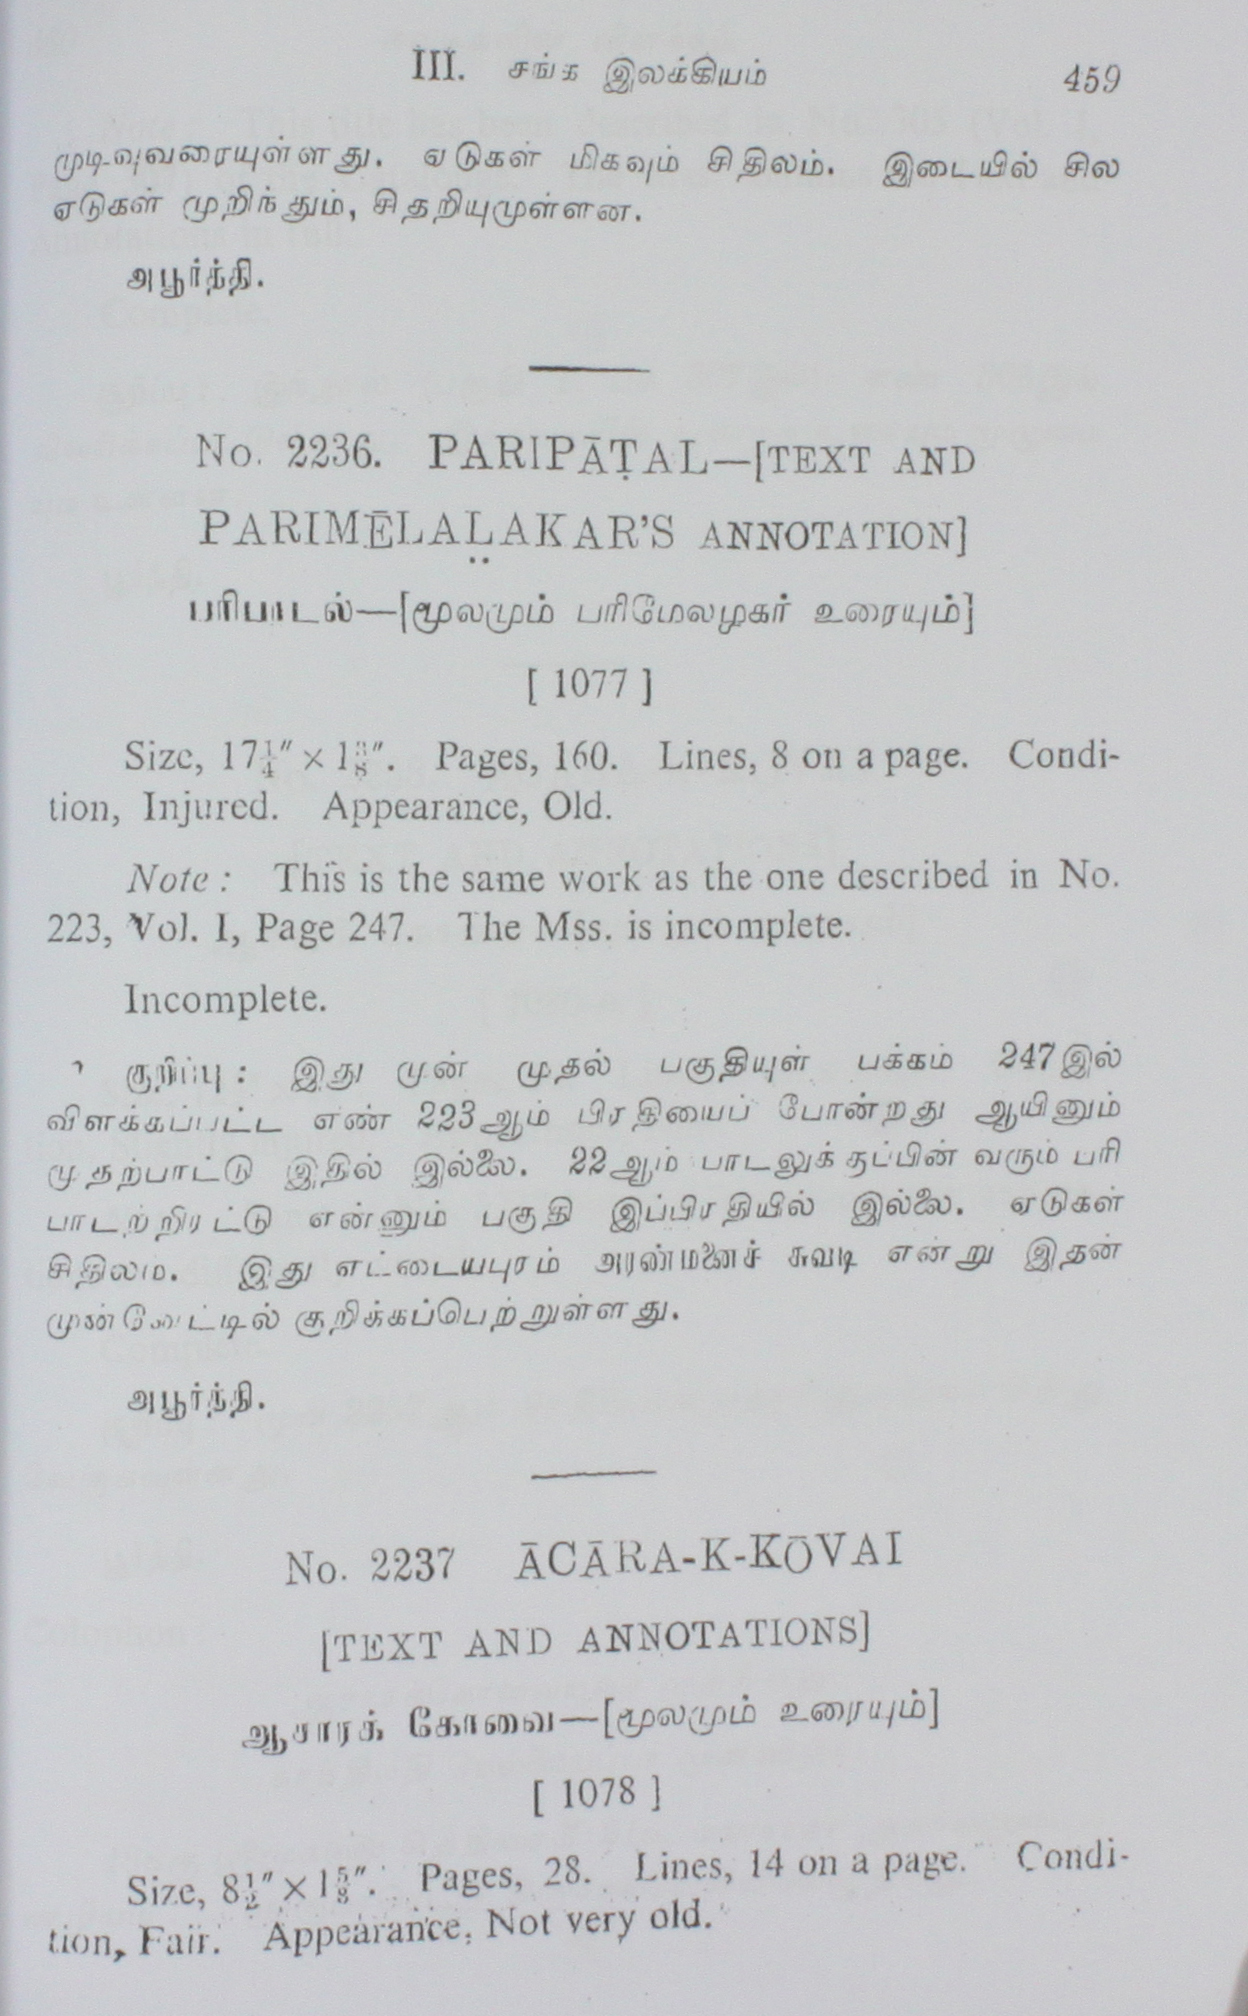 III. சங்க இலக்கியம் 459
முடிவுவரையுள்ளது. ஏடுகள் மிகவும் சிதிலம். இடையில் சில
ஏடுகள் முறிந்தும், சிதறியுமுள்ளன.
அபூர்த்தி.
No. 2236. PARIPĀṬAL—[TEXT AND
PARIMĒLAḺAKAR'S ANNOTATION]
பரிபாடல்—[மூலமும் பரிமேலழகர் உரையும்]
[ 1077 ]
Size, 17¼″ × 1⅜″. Pages, 160. Lines, 8 on a page. Condi-
tion, Injured. Appearance, Old.
Note : This is the same work as the one described in No.
223, Vol. I, Page 247. The Mss. is incomplete.
Incomplete.
குறிப்பு : இது முன் முதல் பகுதியுள் பக்கம் 247இல்
விளக்கப்பட்ட எண் 223ஆம் பிரதியைப் போன்றது ஆயினும்
முதற்பாட்டு இதில் இல்லை. 22ஆம் பாடலுக்கப்பின் வரும் பரி
பாடற்றிரட்டு என்னும் பகுதி இப்பிரதியில் இல்லை. ஏடுகள்
சிதிலம். இது எட்டையபுரம் அரண்மனைச் சுவடி என்று இதன்
முன்னேட்டில் குறிக்கப்பெற்றுள்ளது.
அபூர்த்தி.
No. 2237 ĀCĀRA-K-KŌVAI
[TEXT AND ANNOTATIONS]
ஆசாரக் கோவை—[மூலமும் உரையும்]
[ 1078 ]
Size, 8½″ × 1⅝″. Pages, 28. Lines, 14 on a page. Condi-
tion, Fair. Appearance, Not very old.